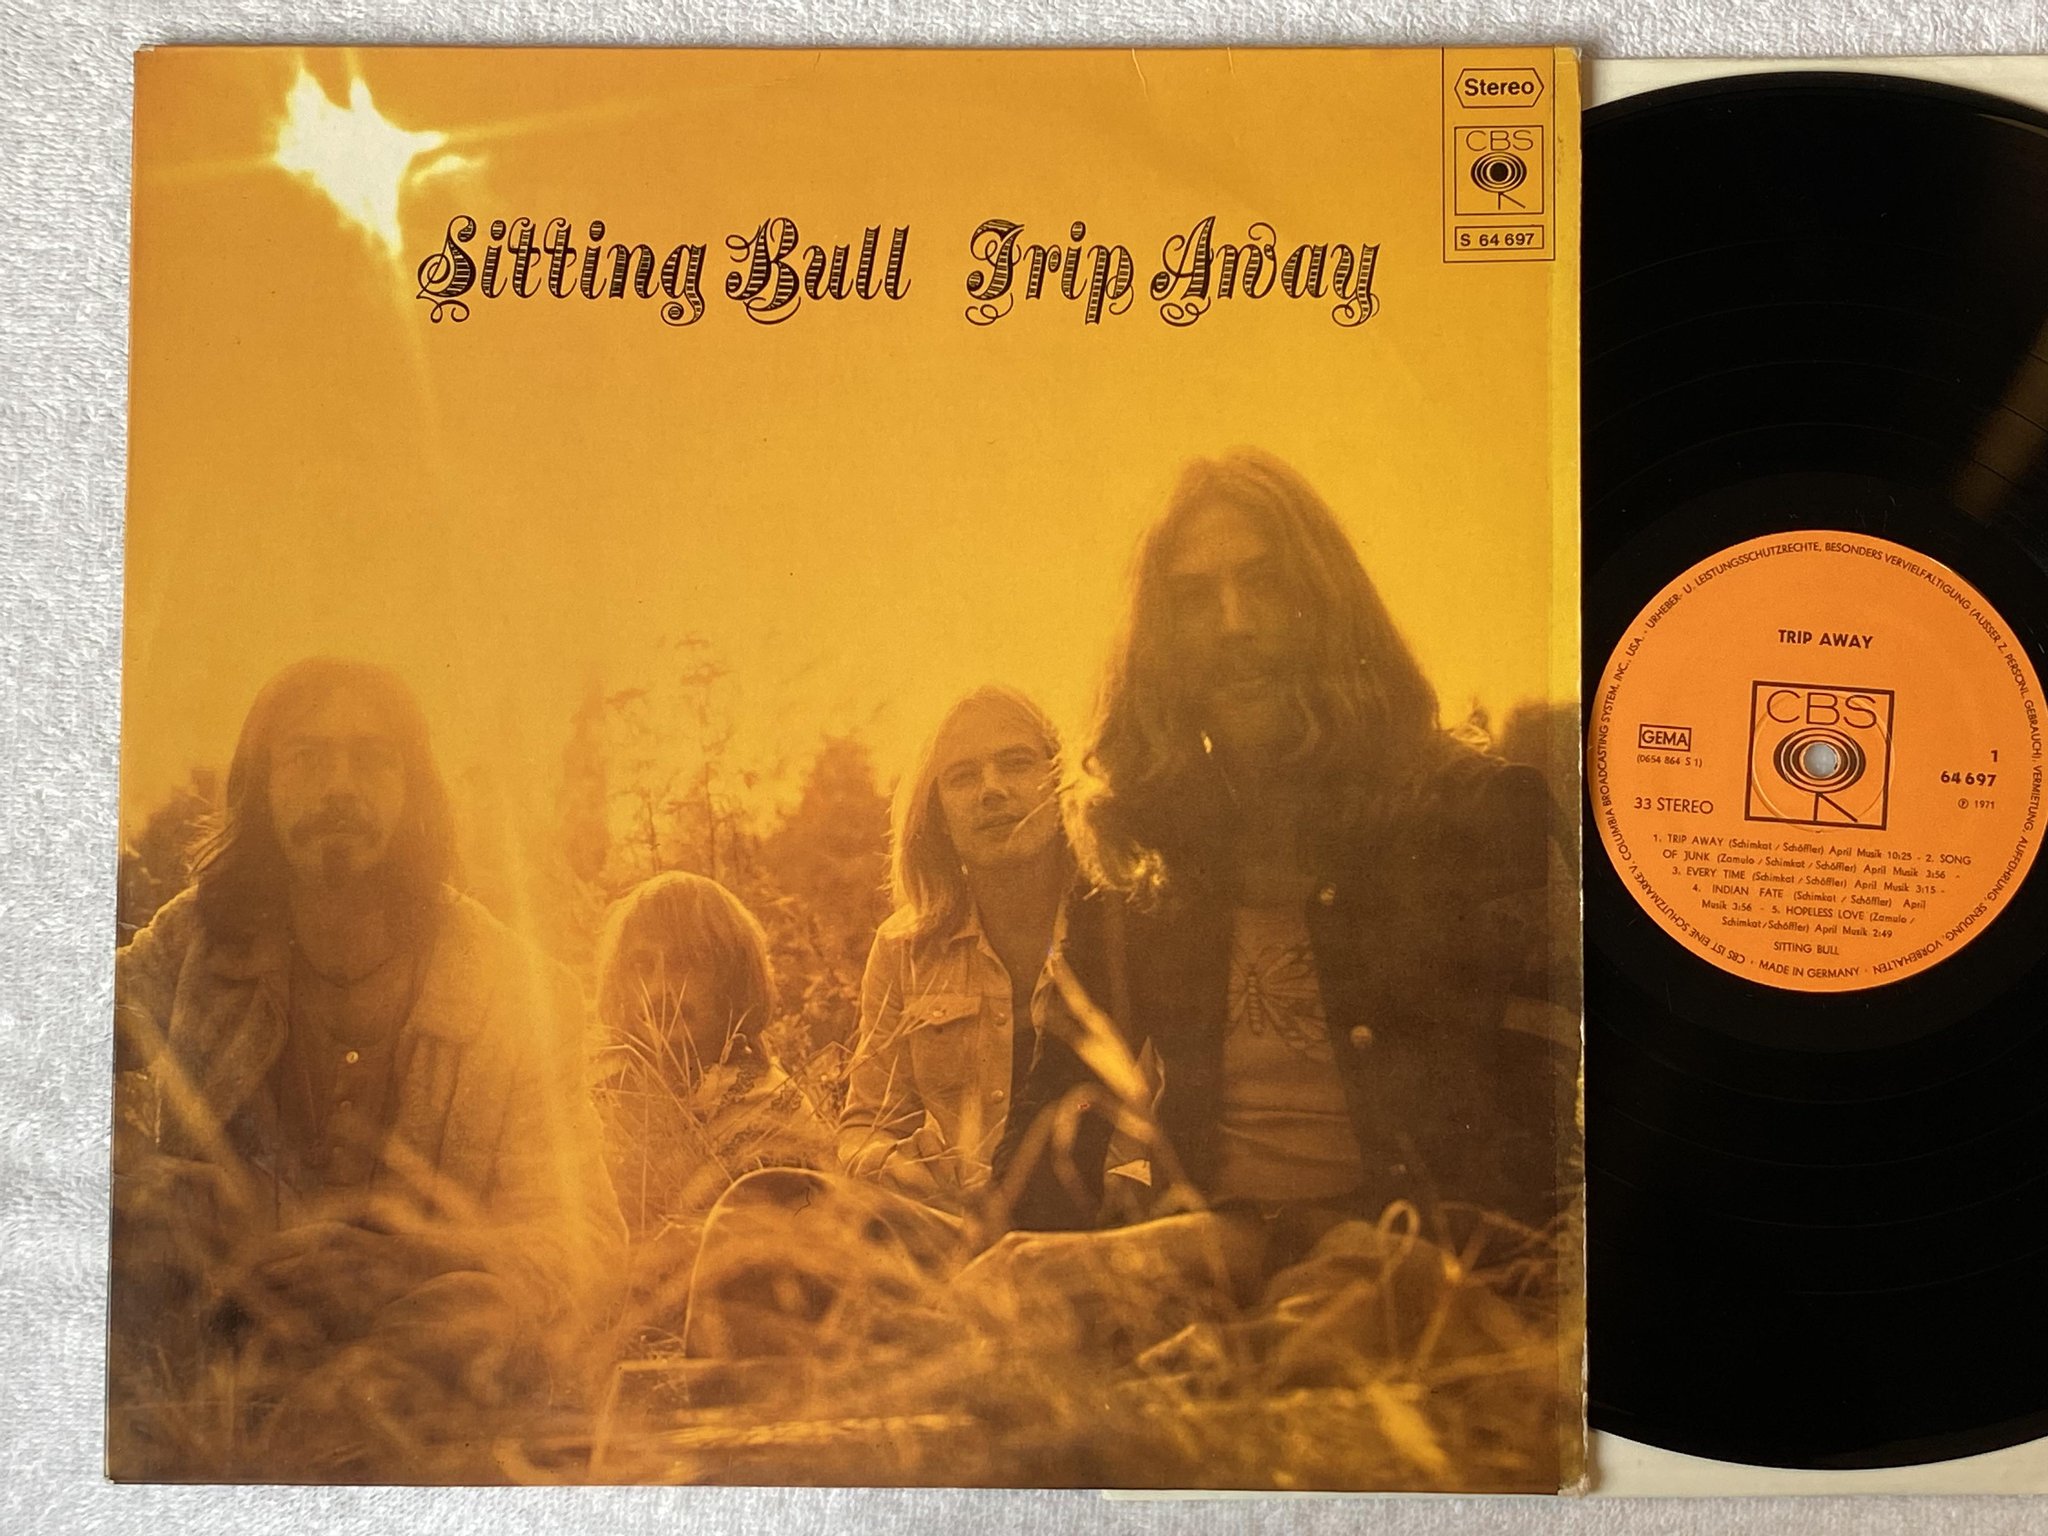 Sitting Bull Trip Away
Stereo
CBS
S 64 697
URHEBER- U. LEISTUNGSSCHUTZRECHTE, BESONDERS VERVIELFÄLTIGUNG (AUSSER Z. PERSÖNL. GEBRAUCH), VERMIETUNG, AUFFÜHRUNG, SENDUNG, VORBEHALTEN · MADE IN GERMANY · CBS IST EINE SCHUTZMARKE V. COLUMBIA BROADCASTING SYSTEM, INC., USA. ·
TRIP AWAY
CBS
GEMA
(0654 864 S 1)
1
64 697
33 STEREO
℗ 1971
1. TRIP AWAY (Schimkat / Schöffler) April Musik 10:25 - 2. SONG
OF JUNK (Zamulo / Schimkat / Schöffler) April Musik 3:56 -
3. EVERY TIME (Schimkat / Schöffler) April Musik 3:15 -
4. INDIAN FATE (Schimkat / Schöffler) April
Musik 3:56 - 5. HOPELESS LOVE (Zamulo /
Schimkat / Schöffler) April Musik 2:49
SITTING BULL